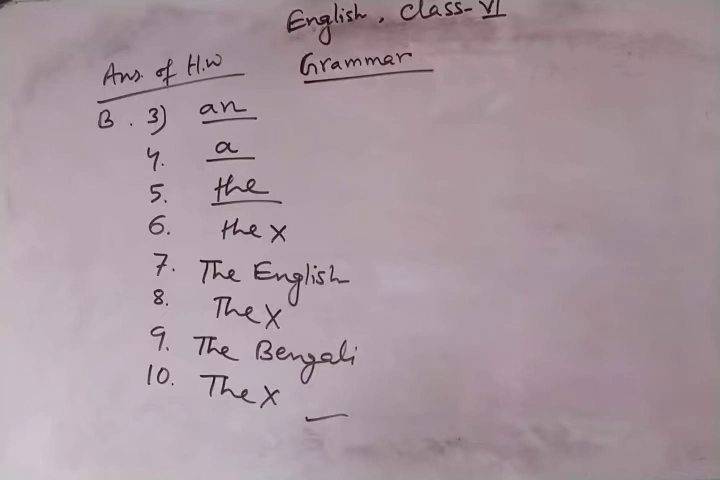 English, Class-VI
Ans. of H.W Grammar
B. 3) an
4. a
5. the
6. the X
7. The English
8. The X
9. The Bengali
10. The X